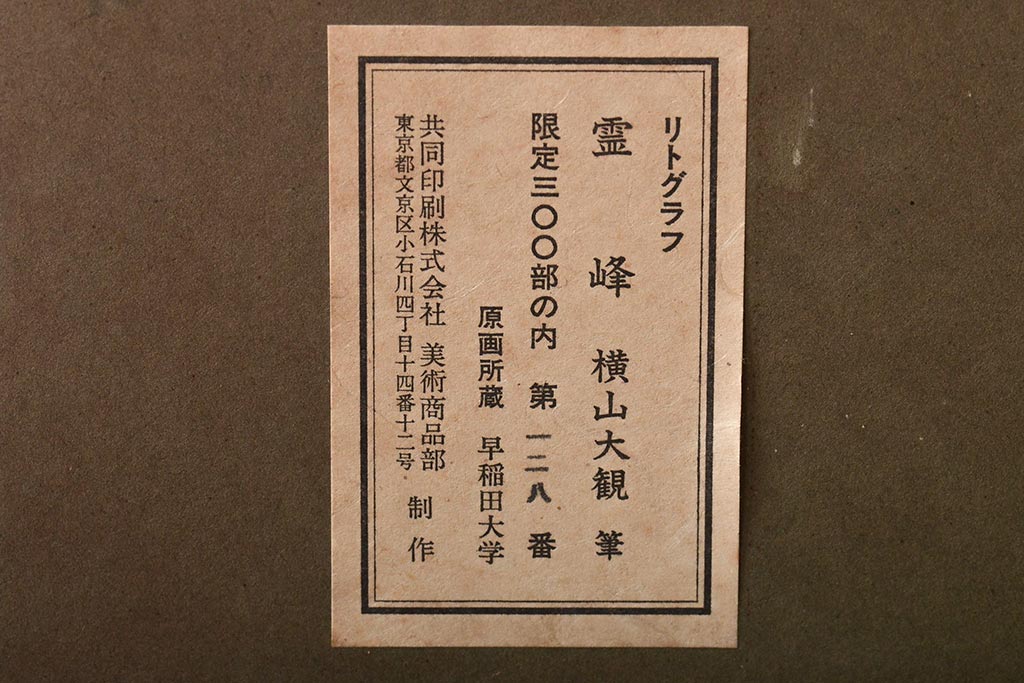 リトグラフ
霊峰 横山大観 筆
限定三〇〇部の内 第一二八番
原画所蔵 早稲田大学
共同印刷株式会社 美術商品部
東京都文京区小石川四丁目十四番十二号
制作